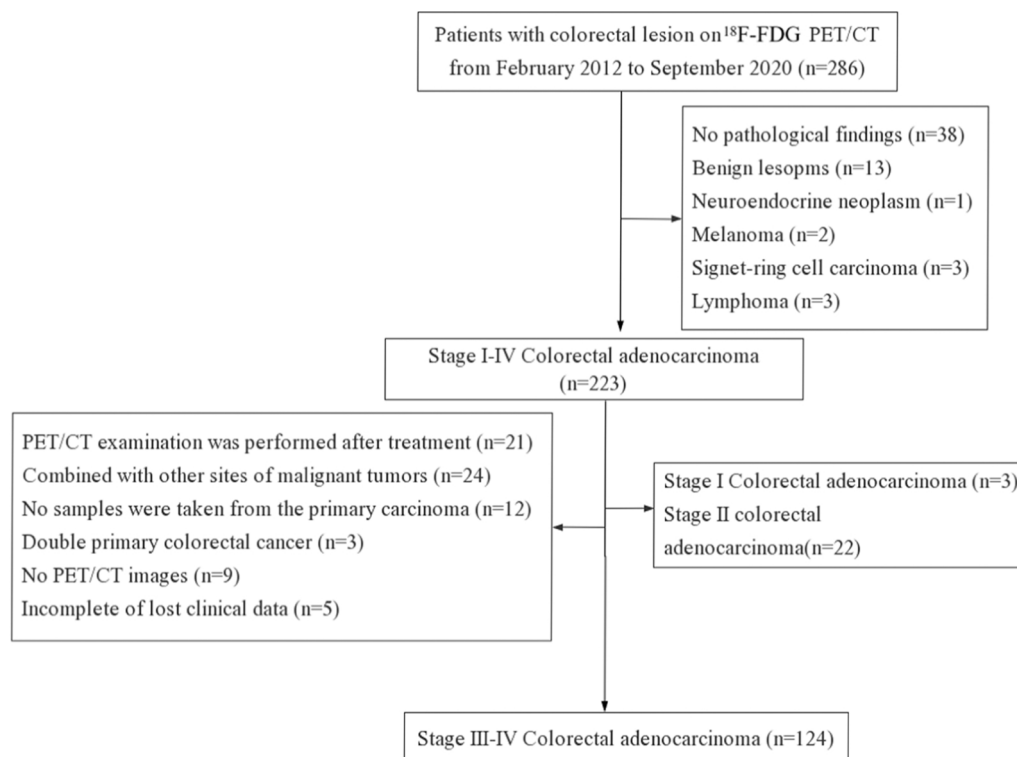 Patients with colorectal lesion on ¹⁸F-FDG PET/CT
from February 2012 to September 2020 (n=286)
No pathological findings (n=38)
Benign lesopms (n=13)
Neuroendocrine neoplasm (n=1)
Melanoma (n=2)
Signet-ring cell carcinoma (n=3)
Lymphoma (n=3)
Stage I-IV Colorectal adenocarcinoma
(n=223)
PET/CT examination was performed after treatment (n=21)
Combined with other sites of malignant tumors (n=24)
No samples were taken from the primary carcinoma (n=12)
Double primary colorectal cancer (n=3)
No PET/CT images (n=9)
Incomplete of lost clinical data (n=5)
Stage I Colorectal adenocarcinoma (n=3)
Stage II colorectal
adenocarcinoma(n=22)
Stage III-IV Colorectal adenocarcinoma (n=124)